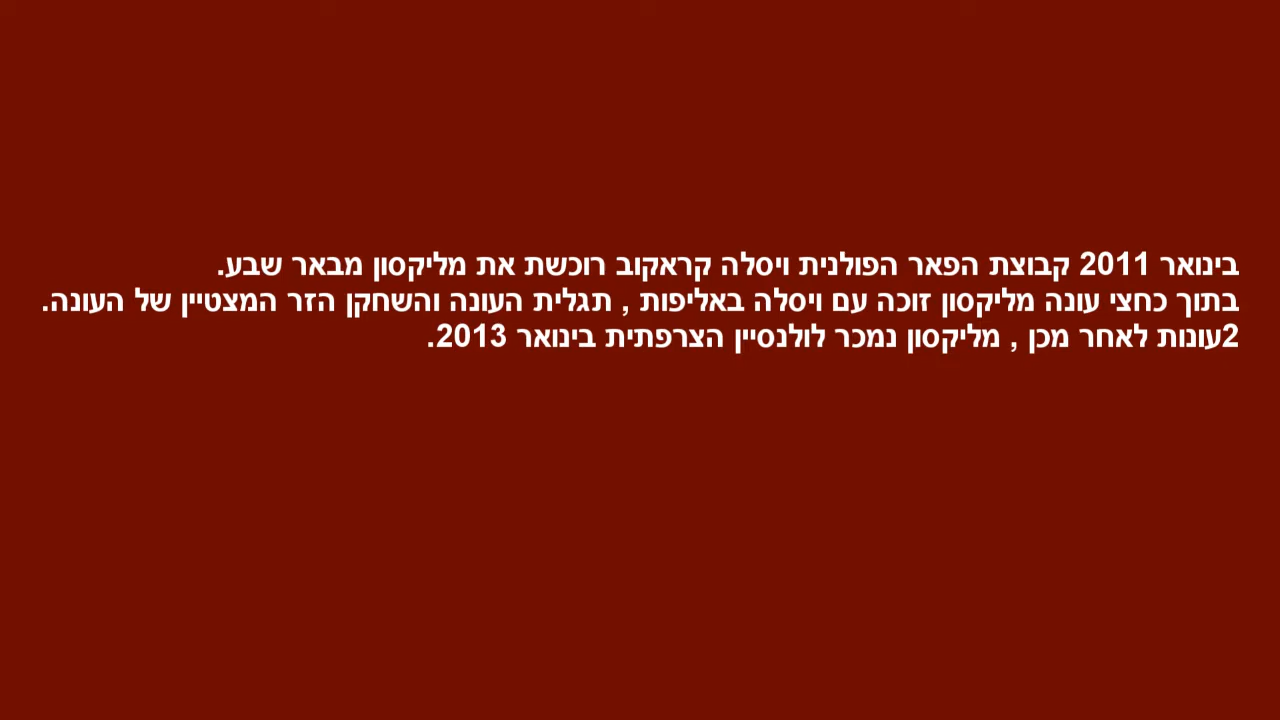 בינואר 2011 קבוצת הפאר הפולנית ויסלה קראקוב רוכשת את מליקסון מבאר שבע.
בתוך כחצי עונה מליקסון זוכה עם ויסלה באליפות , תגלית העונה והשחקן הזר המצטיין של העונה.
2עונות לאחר מכן , מליקסון נמכר לולנסיין הצרפתית בינואר 2013.